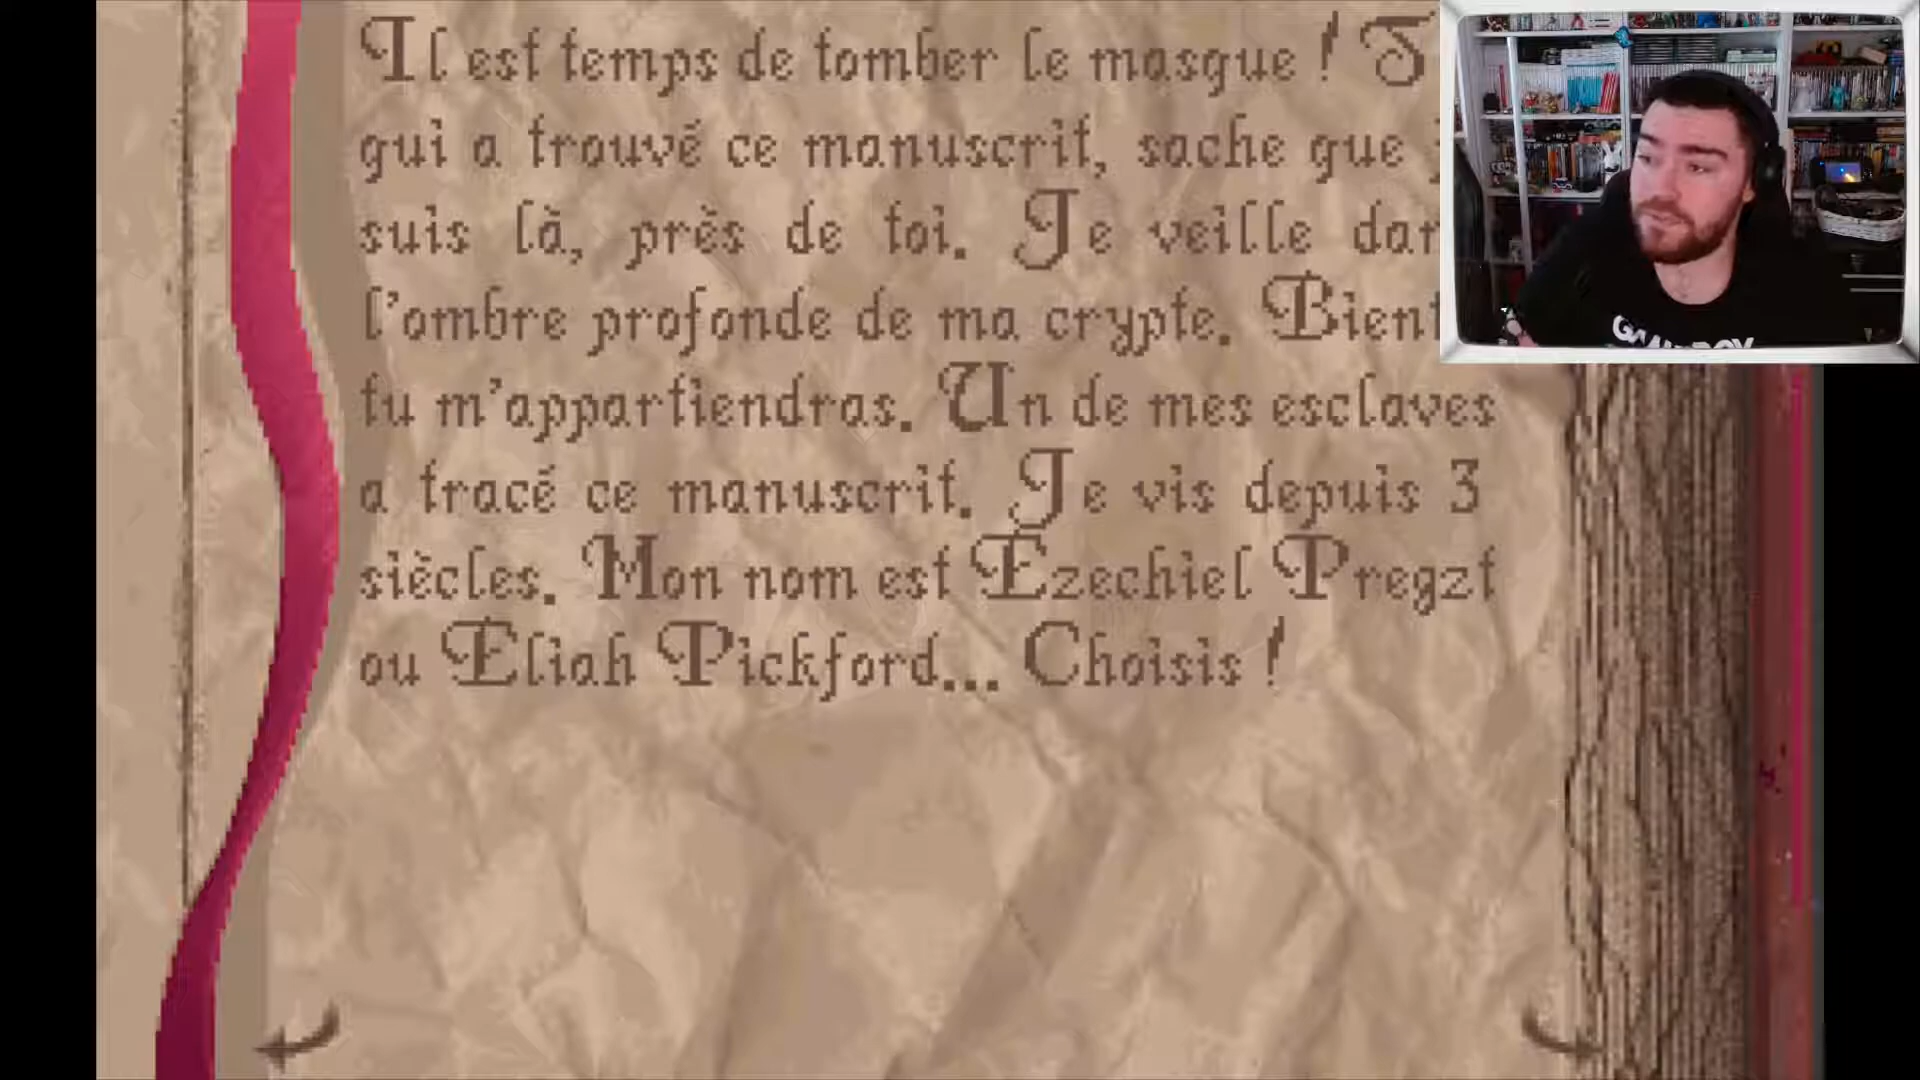 Il est temps de tomber le masque !
qui a trouvé ce manuscrit, sache que
suis là, près de toi. Je veille
l'ombre profonde de ma crypte.
tu m'appartiendras. Un de mes esclaves
a tracé ce manuscrit. Je vis depuis 3
siècles. Mon nom est Ezechiel Pregzt
ou Eliah Pickford... Choisis !